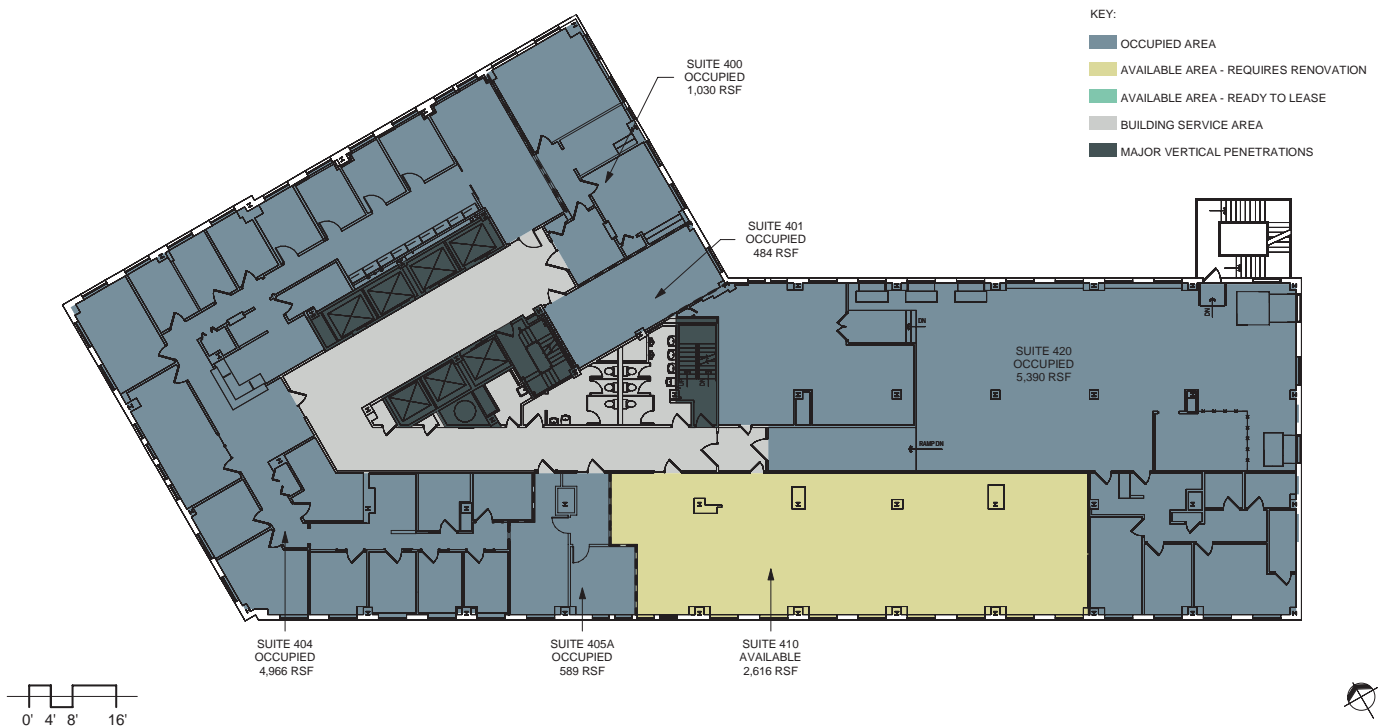 KEY:
OCCUPIED AREA
AVAILABLE AREA - REQUIRES RENOVATION
AVAILABLE AREA - READY TO LEASE
BUILDING SERVICE AREA
MAJOR VERTICAL PENETRATIONS
SUITE 400
OCCUPIED
1,030 RSF
SUITE 401
OCCUPIED
484 RSF
DN
DN
SUITE 420
OCCUPIED
5,390 RSF
RAMP DN
SUITE 404
OCCUPIED
4,966 RSF
SUITE 405A
OCCUPIED
589 RSF
SUITE 410
AVAILABLE
2,616 RSF
0' 4' 8' 16'